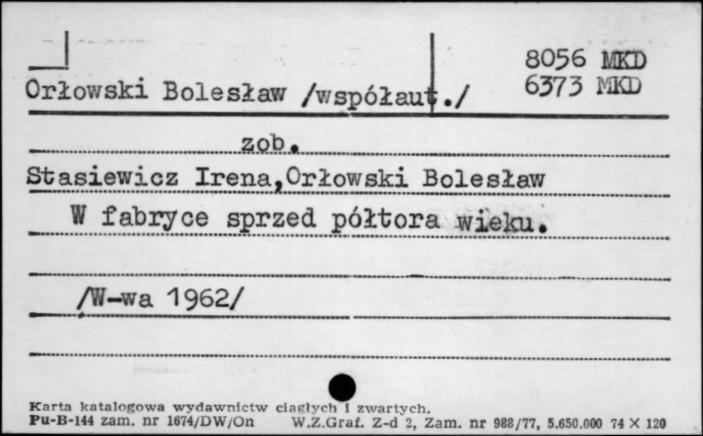 8056 MKD
Orłowski Bolesław /współaut./ 6373 MKD
zob.
Stasiewicz Irena,Orłowski Bolesław
W fabryce sprzed półtora wieku.
/W-wa 1962/
Karta katalogowa wydawnictw ciągłych i zwartych.
Pu-B-144 zam. nr 1674/DW/On W.Z.Graf. Z-d 2, Zam. nr 988/77, 5.650.000 74 X 120